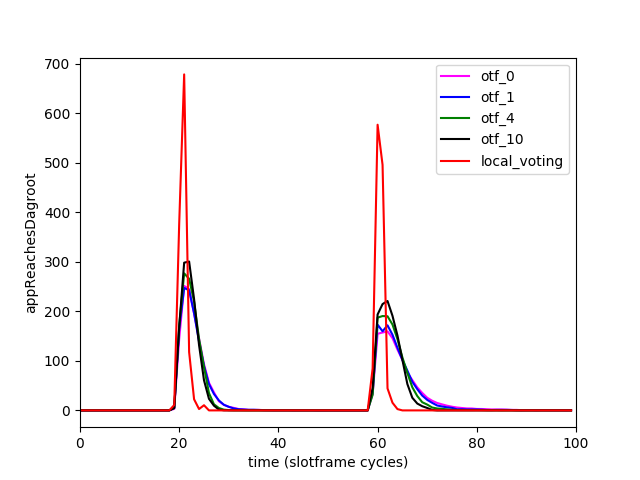 700
600
500
400
300
200
100
0
appReachesDagroot
0 20 40 60 80 100
time (slotframe cycles)
otf_0
otf_1
otf_4
otf_10
local_voting